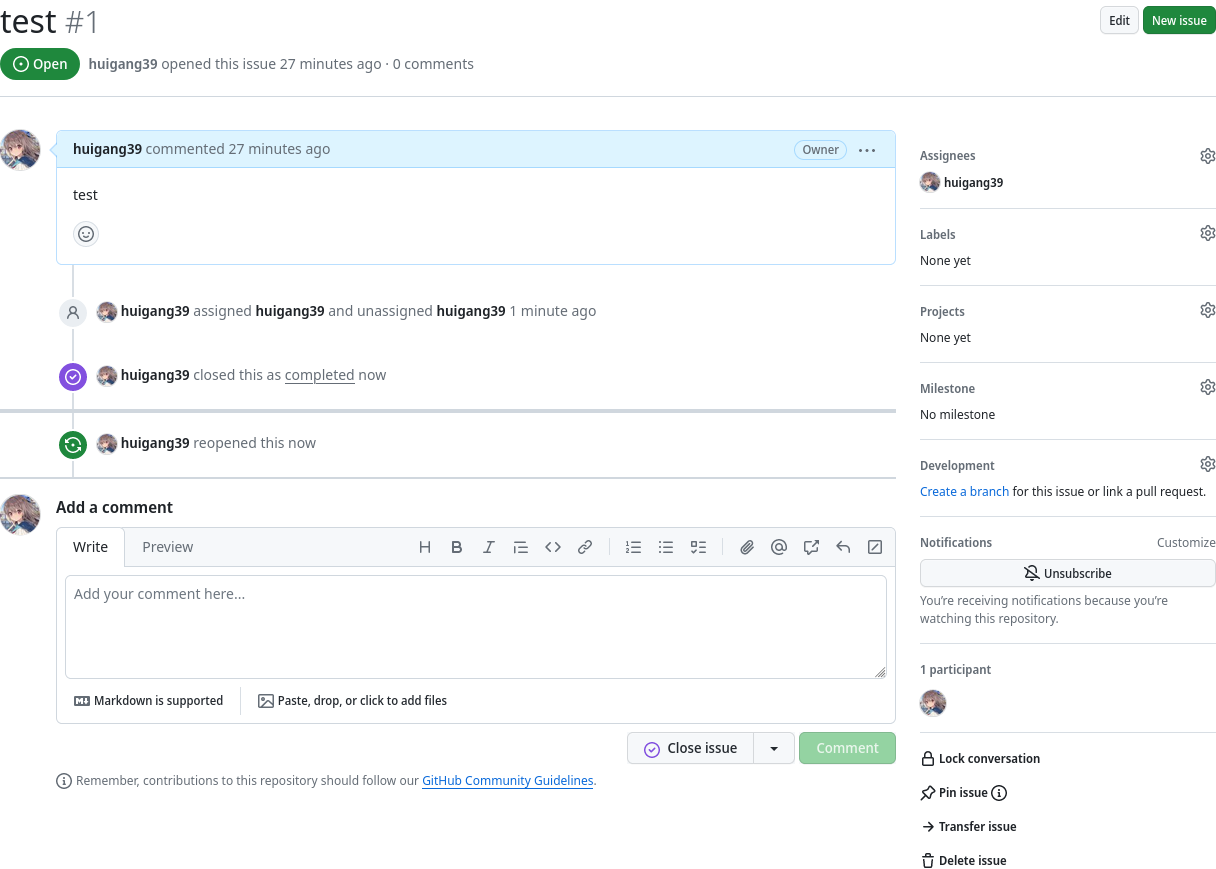 test #1
Edit
New issue
Open
huigang39 opened this issue 27 minutes ago · 0 comments
huigang39 commented 27 minutes ago
Owner
test
huigang39 assigned huigang39 and unassigned huigang39 1 minute ago
huigang39 closed this as completed now
huigang39 reopened this now
Add a comment
Write
Preview
Add your comment here...
Markdown is supported
Paste, drop, or click to add files
Close issue
Comment
Remember, contributions to this repository should follow our GitHub Community Guidelines.
Assignees
huigang39
Labels
None yet
Projects
None yet
Milestone
No milestone
Development
Create a branch for this issue or link a pull request.
Notifications
Customize
Unsubscribe
You’re receiving notifications because you’re
watching this repository.
1 participant
Lock conversation
Pin issue
Transfer issue
Delete issue